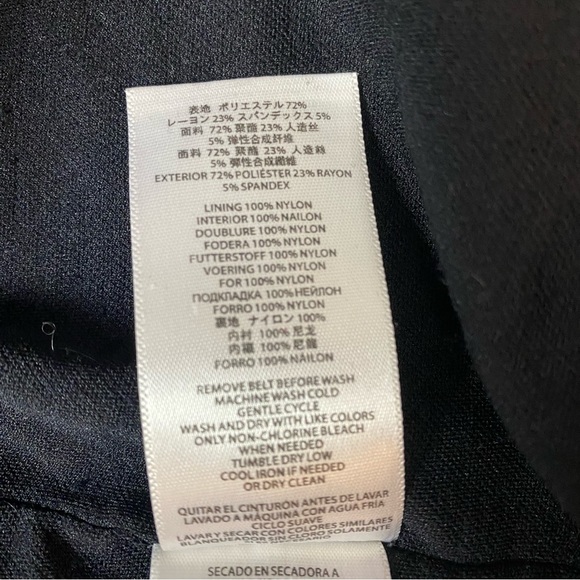 表地 ポリエステル 72%
レーヨン 23% スパンデックス 5%
面料 72% 聚酯 23% 人造丝
5% 弹性合成纤维
面料 72% 聚酯 23% 人造絲
5% 彈性合成纖維
EXTERIOR 72% POLIÉSTER 23% RAYON
5% SPANDEX
LINING 100% NYLON
INTERIOR 100% NAILON
DOUBLURE 100% NYLON
FODERA 100% NYLON
FUTTERSTOFF 100% NYLON
VOERING 100% NYLON
FOR 100% NYLON
ПОДКЛАДКА 100% НЕЙЛОН
FORRO 100% NYLON
裏地 ナイロン 100%
内衬 100% 尼龙
內襯 100% 尼龍
FORRO 100% NÁILON
REMOVE BELT BEFORE WASH
MACHINE WASH COLD
GENTLE CYCLE
WASH AND DRY WITH LIKE COLORS
ONLY NON-CHLORINE BLEACH
WHEN NEEDED
TUMBLE DRY LOW
COOL IRON IF NEEDED
OR DRY CLEAN
QUITAR EL CINTURÓN ANTES DE LAVAR
LAVADO A MÁQUINA CON AGUA FRÍA
CICLO SUAVE
LAVAR Y SECAR CON COLORES SIMILARES
BLANQUEADOR SIN CLORO SOLAMENTE
SECADO EN SECADORA A